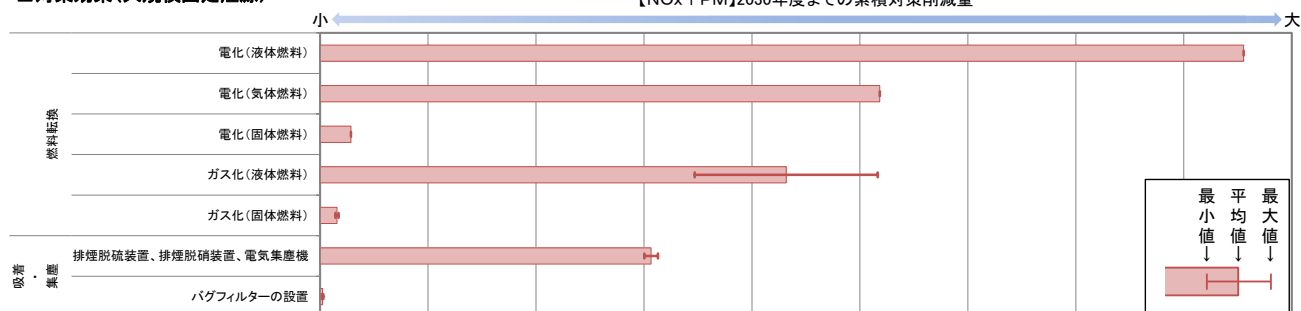 【NOx+PM】2030年度までの累積対策削減量
小
大
燃料転換
電化(液体燃料)
電化(気体燃料)
電化(固体燃料)
ガス化(液体燃料)
ガス化(固体燃料)
吸着・集塵
排煙脱硫装置、排煙脱硝装置、電気集塵機
バグフィルターの設置
最小値→
平均値→
最大値→